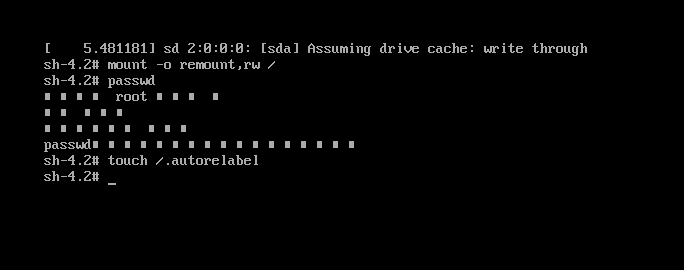 [    5.481181] sd 2:0:0:0: [sda] Assuming drive cache: write through
sh-4.2# mount -o remount,rw /
sh-4.2# passwd
root
passwd
sh-4.2# touch /.autorelabel
sh-4.2# _